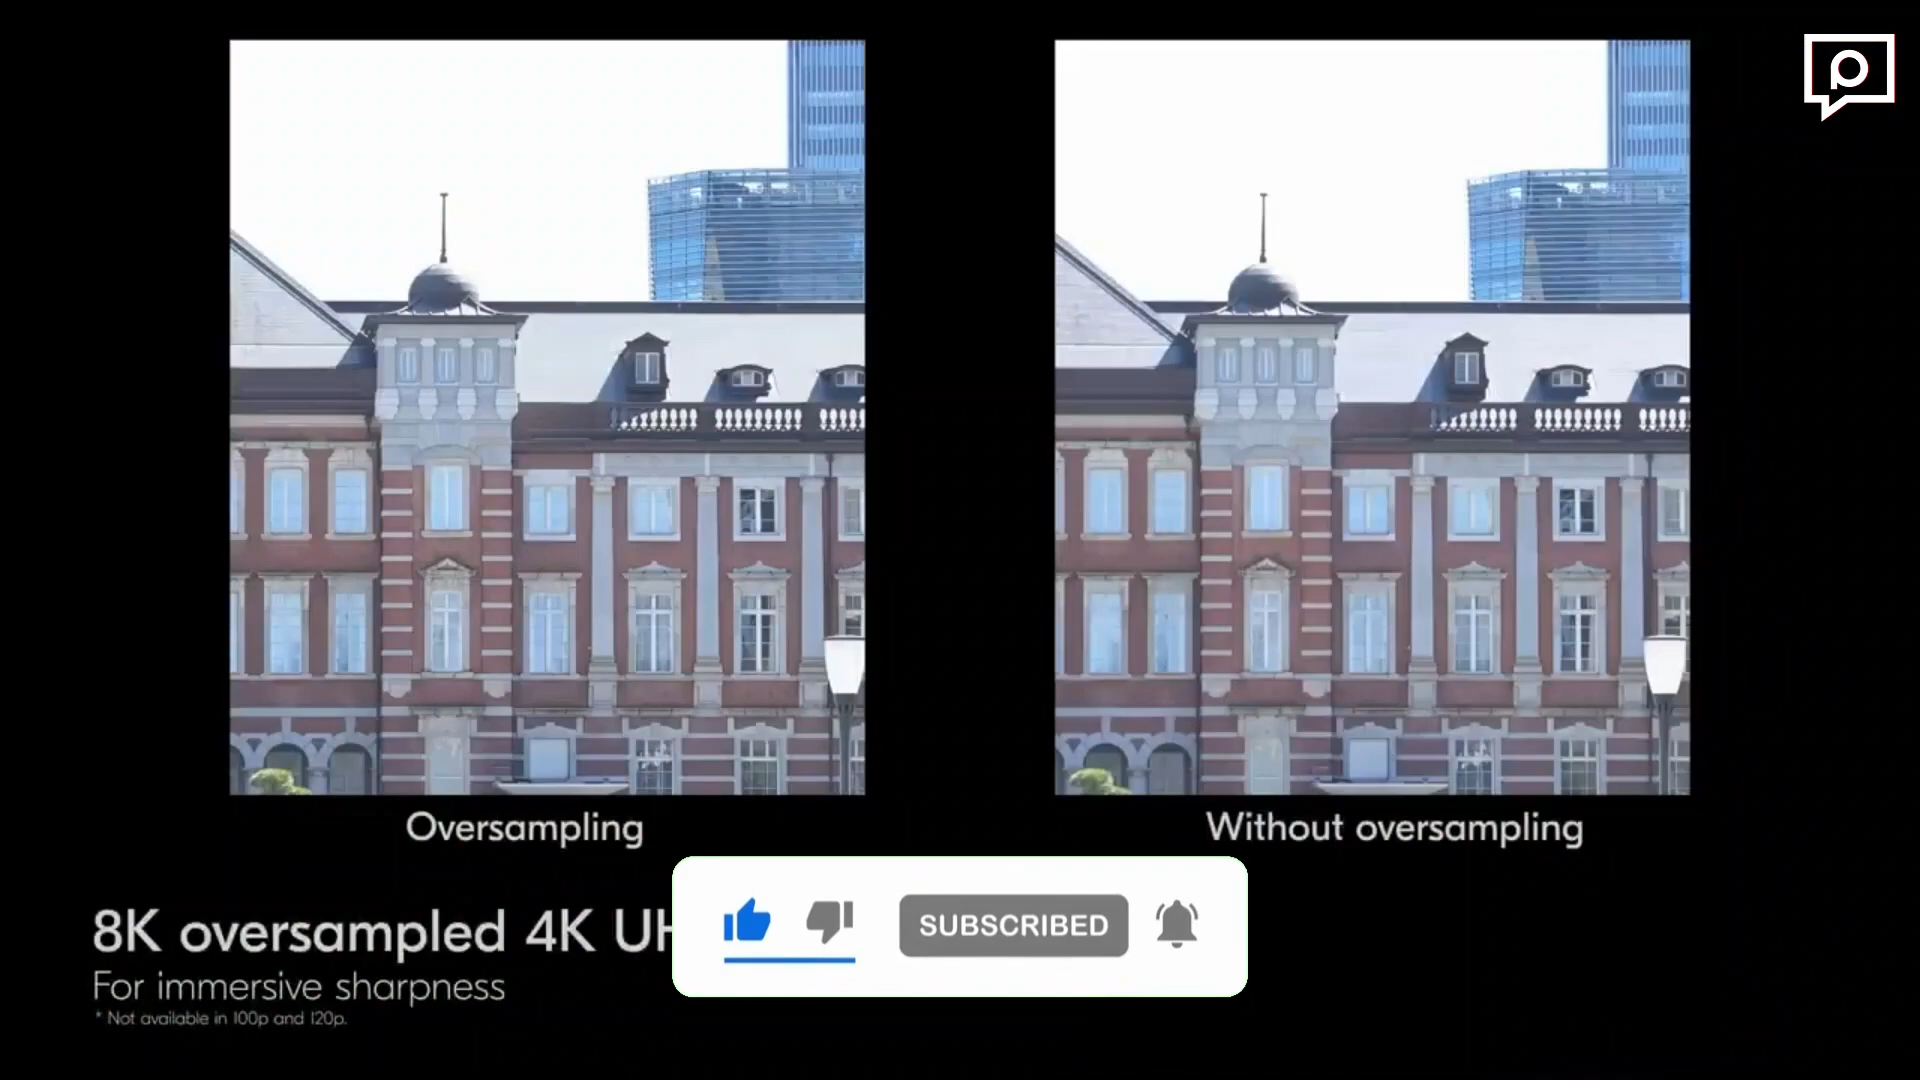 Oversampling
Without oversampling
8K oversampled 4K UH
For immersive sharpness
* Not available in 100p and 120p.
SUBSCRIBED